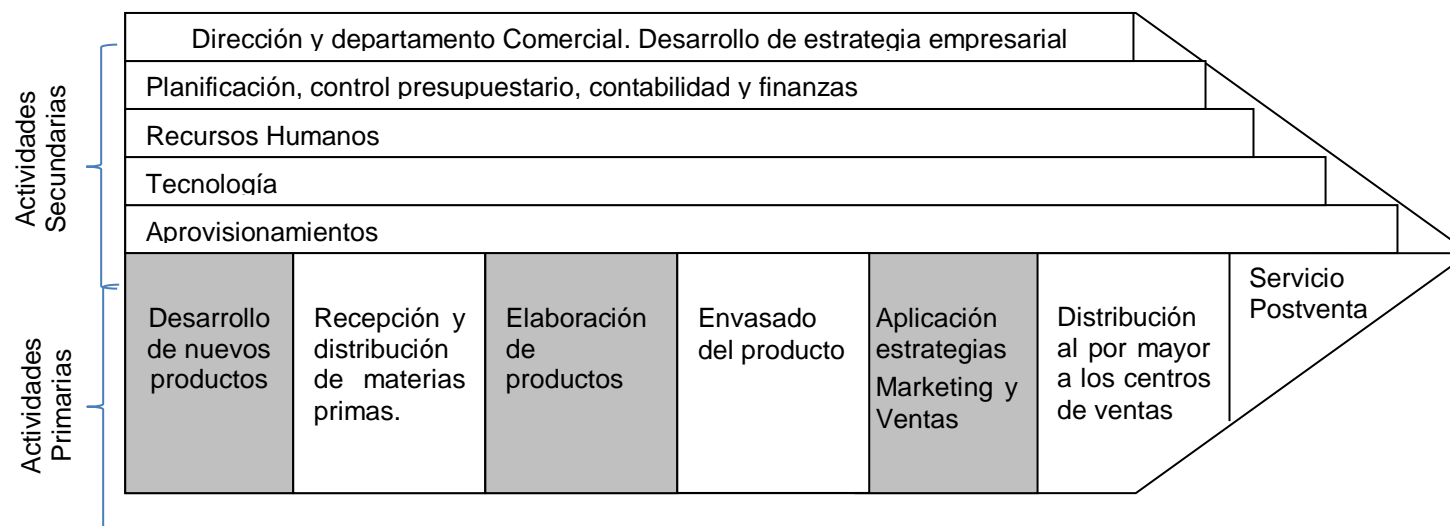 Actividades
Secundarias
Dirección y departamento Comercial. Desarrollo de estrategia empresarial
Planificación, control presupuestario, contabilidad y finanzas
Recursos Humanos
Tecnología
Aprovisionamientos
Actividades
Primarias
Desarrollo
de nuevos
productos
Recepción y
distribución
de materias
primas.
Elaboración
de
productos
Envasado
del producto
Aplicación
estrategias
Marketing y
Ventas
Distribución
al por mayor
a los centros
de ventas
Servicio
Postventa